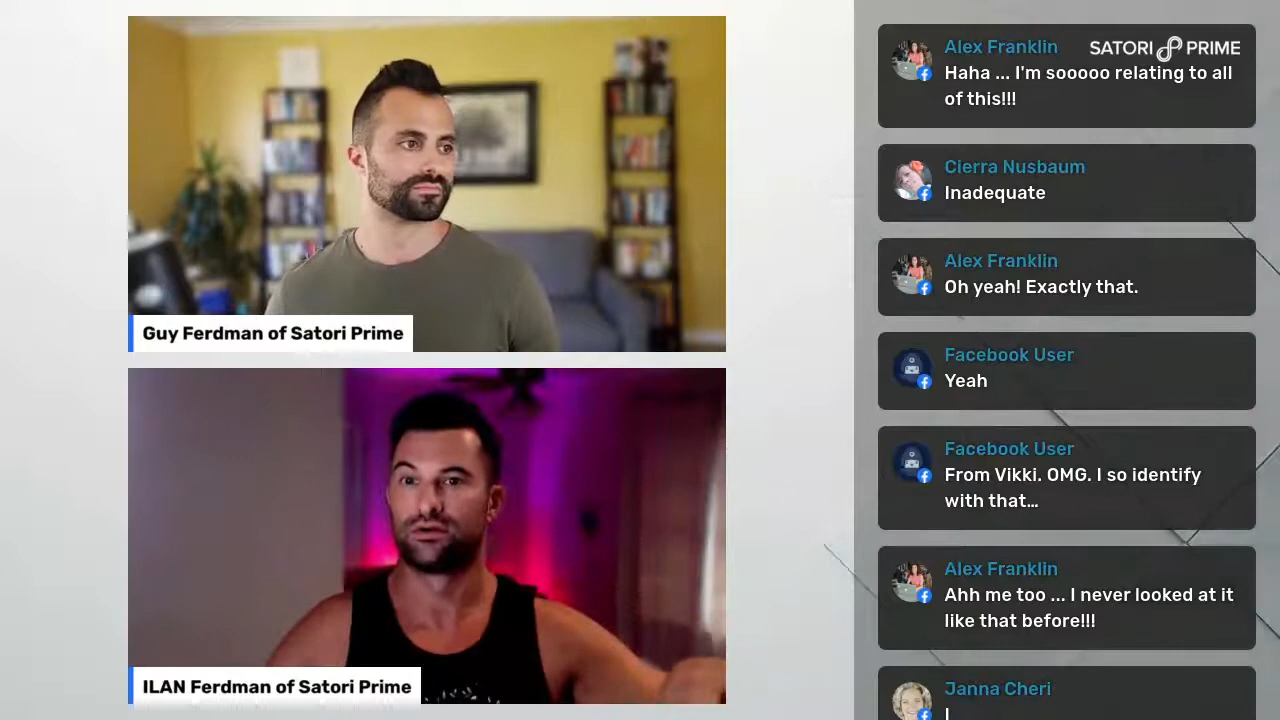 Guy Ferdman of Satori Prime
ILAN Ferdman of Satori Prime
SATORI PRIME
Alex Franklin
Haha ... I'm sooooo relating to all
of this!!!
Cierra Nusbaum
Inadequate
Alex Franklin
Oh yeah! Exactly that.
Facebook User
Yeah
Facebook User
From Vikki. OMG. I so identify
with that...
Alex Franklin
Ahh me too ... I never looked at it
like that before!!!
Janna Cheri